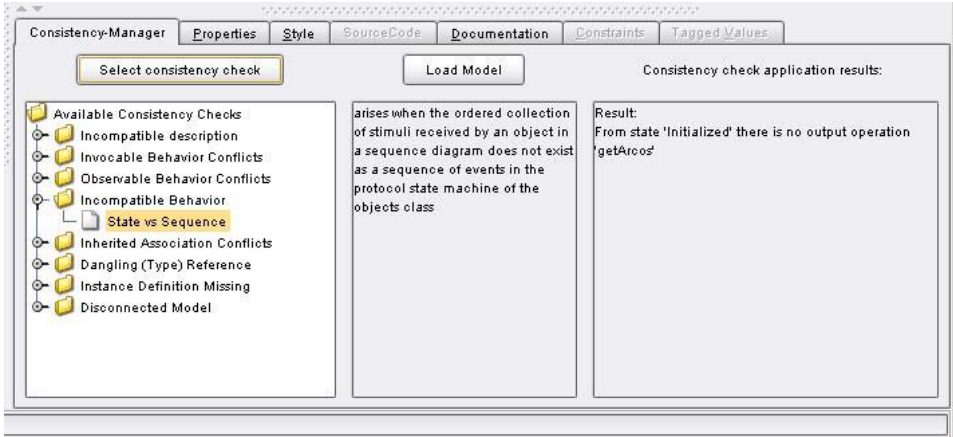 Consistency-Manager Properties Style SourceCode Documentation Constraints Tagged Values
Select consistency check
Load Model
Consistency check application results:
Available Consistency Checks
Incompatible description
Invocable Behavior Conflicts
Observable Behavior Conflicts
Incompatible Behavior
State vs Sequence
Inherited Association Conflicts
Dangling (Type) Reference
Instance Definition Missing
Disconnected Model
arises when the ordered collection
of stimuli received by an object in
a sequence diagram does not exist
as a sequence of events in the
protocol state machine of the
objects class
Result:
From state 'Initialized' there is no output operation
'getArcos'